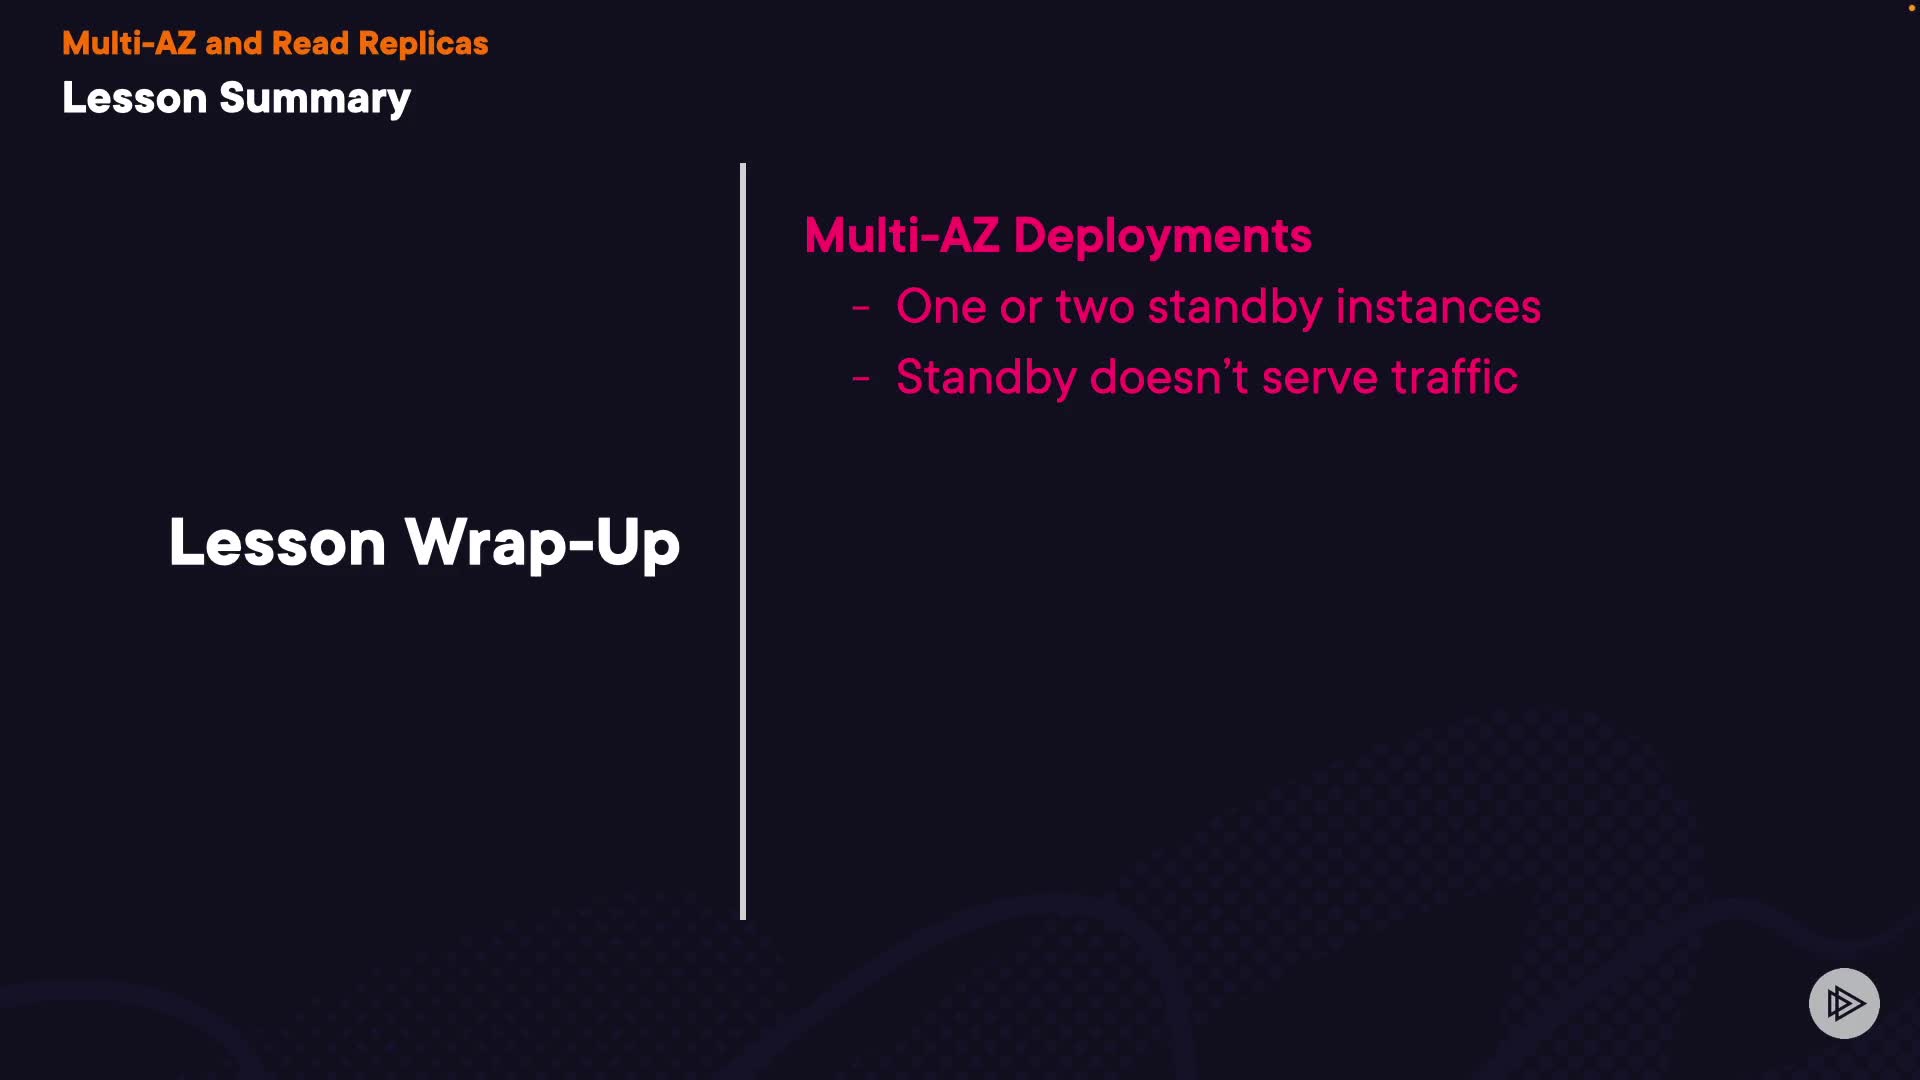 Multi-AZ and Read Replicas
Lesson Summary
Lesson Wrap-Up
Multi-AZ Deployments
- One or two standby instances
- Standby doesn’t serve traffic